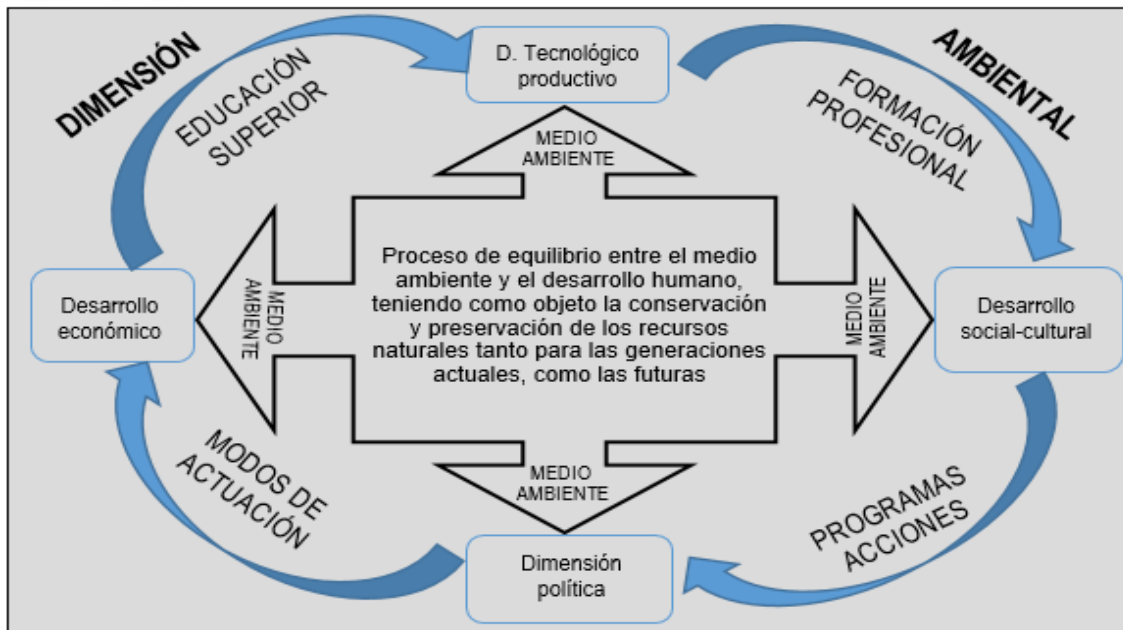 DIMENSIÓN
AMBIENTAL
EDUCACIÓN
SUPERIOR
D. Tecnológico
productivo
FORMACIÓN
PROFESIONAL
MEDIO
AMBIENTE
Desarrollo
económico
MEDIO
AMBIENTE
Proceso de equilibrio entre el medio
ambiente y el desarrollo humano,
teniendo como objeto la conservación
y preservación de los recursos
naturales tanto para las generaciones
actuales, como las futuras
MEDIO
AMBIENTE
Desarrollo
social-cultural
MODOS DE
ACTUACIÓN
MEDIO
AMBIENTE
PROGRAMAS
ACCIONES
Dimensión
política